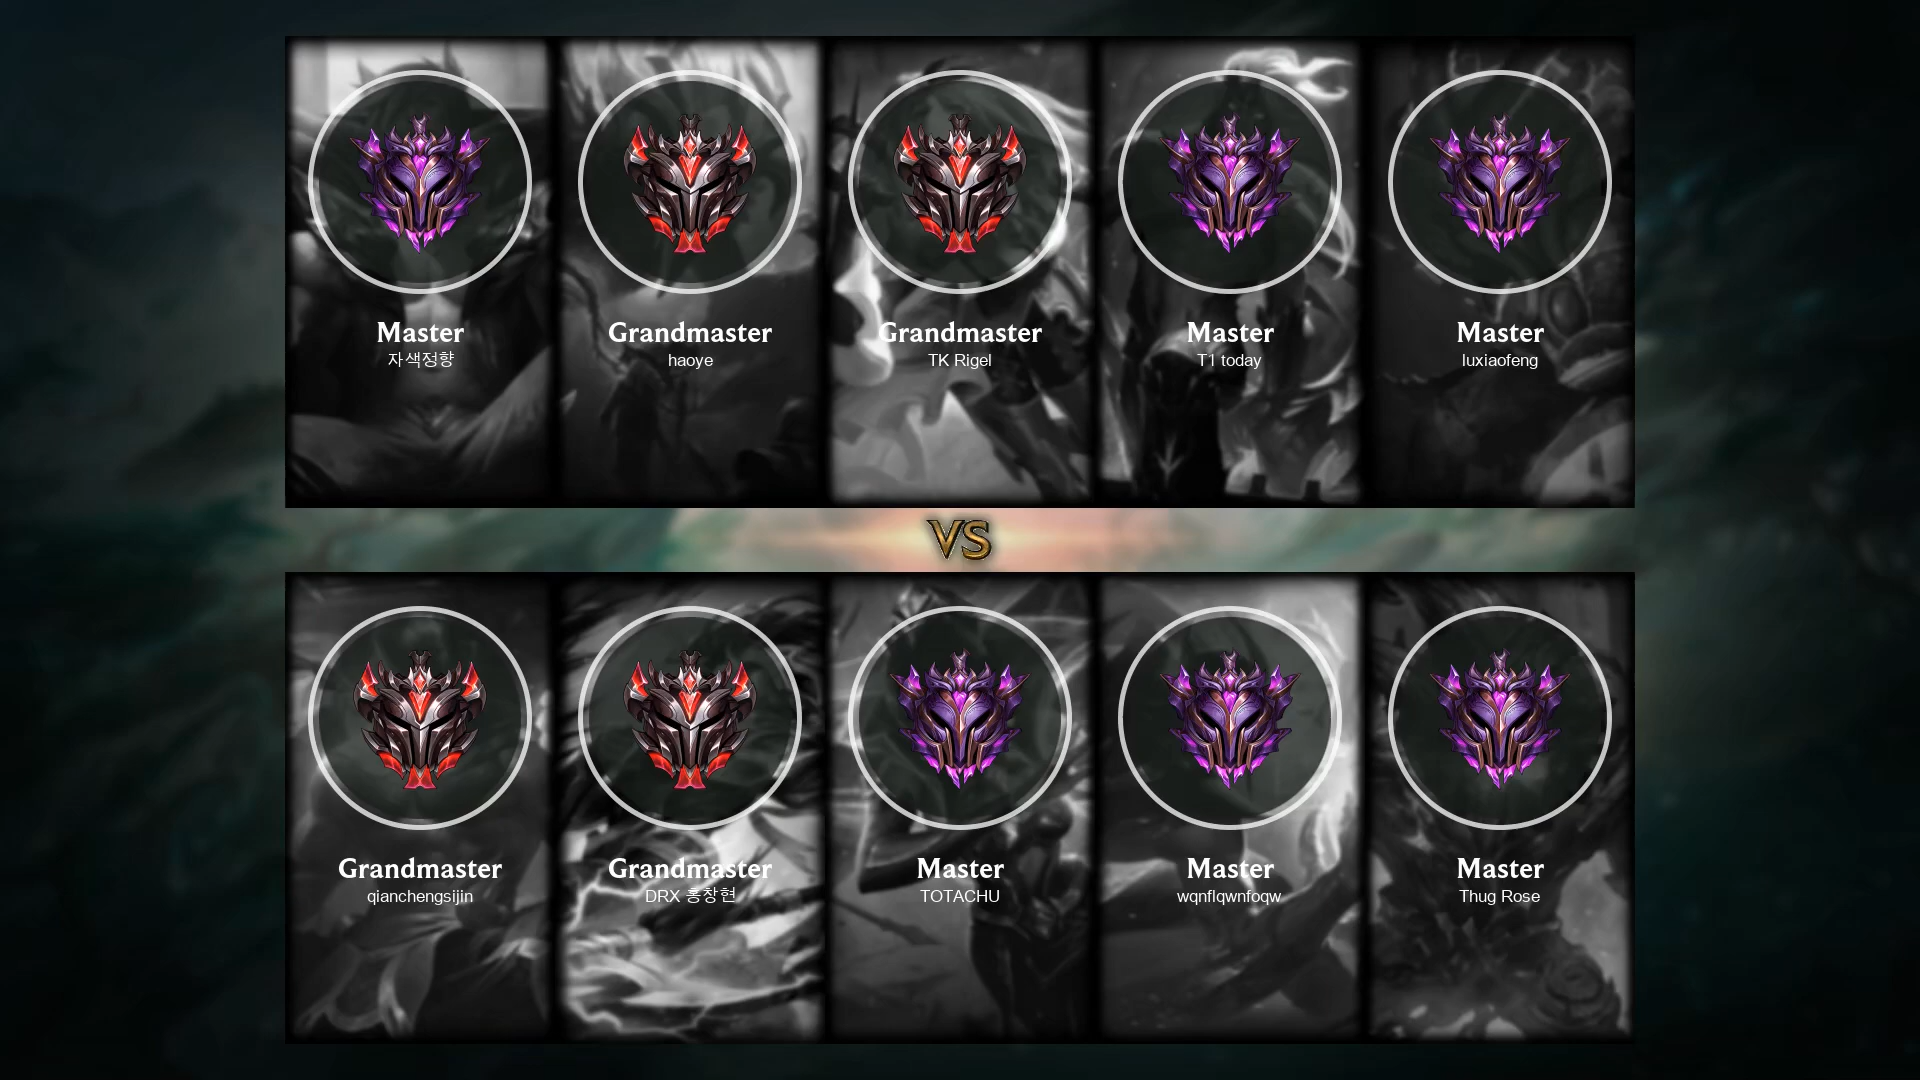 Master
자색정향
Grandmaster
haoye
Grandmaster
TK Rigel
Master
T1 today
Master
luxiaofeng
VS
Grandmaster
qianchengsijin
Grandmaster
DRX 홍창현
Master
TOTACHU
Master
wqnflqwnfoqw
Master
Thug Rose